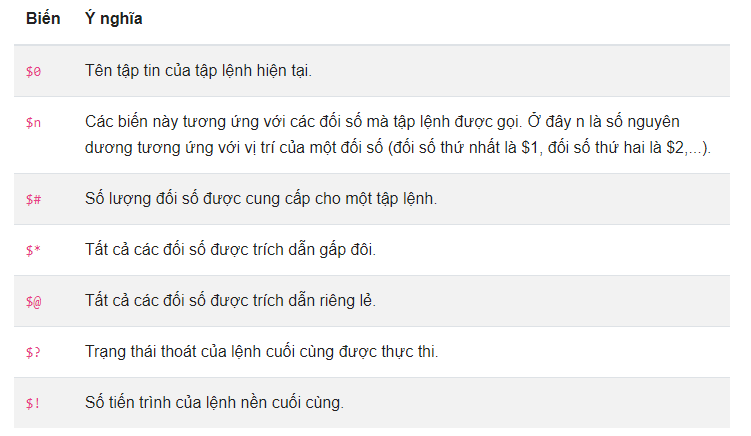 Biến Ý nghĩa
$0 Tên tập tin của tập lệnh hiện tại.
$n Các biến này tương ứng với các đối số mà tập lệnh được gọi. Ở đây n là số nguyên
dương tương ứng với vị trí của một đối số (đối số thứ nhất là $1, đối số thứ hai là $2,...).
$# Số lượng đối số được cung cấp cho một tập lệnh.
$* Tất cả các đối số được trích dẫn gấp đôi.
$@ Tất cả các đối số được trích dẫn riêng lẻ.
$? Trạng thái thoát của lệnh cuối cùng được thực thi.
$! Số tiến trình của lệnh nền cuối cùng.